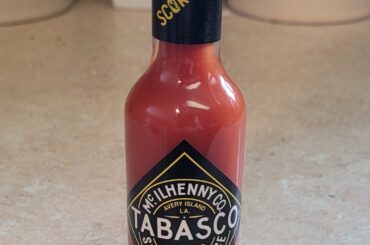 SCOR
McILHENNY CO.
AVERY ISLAND
LA.
TABASCO